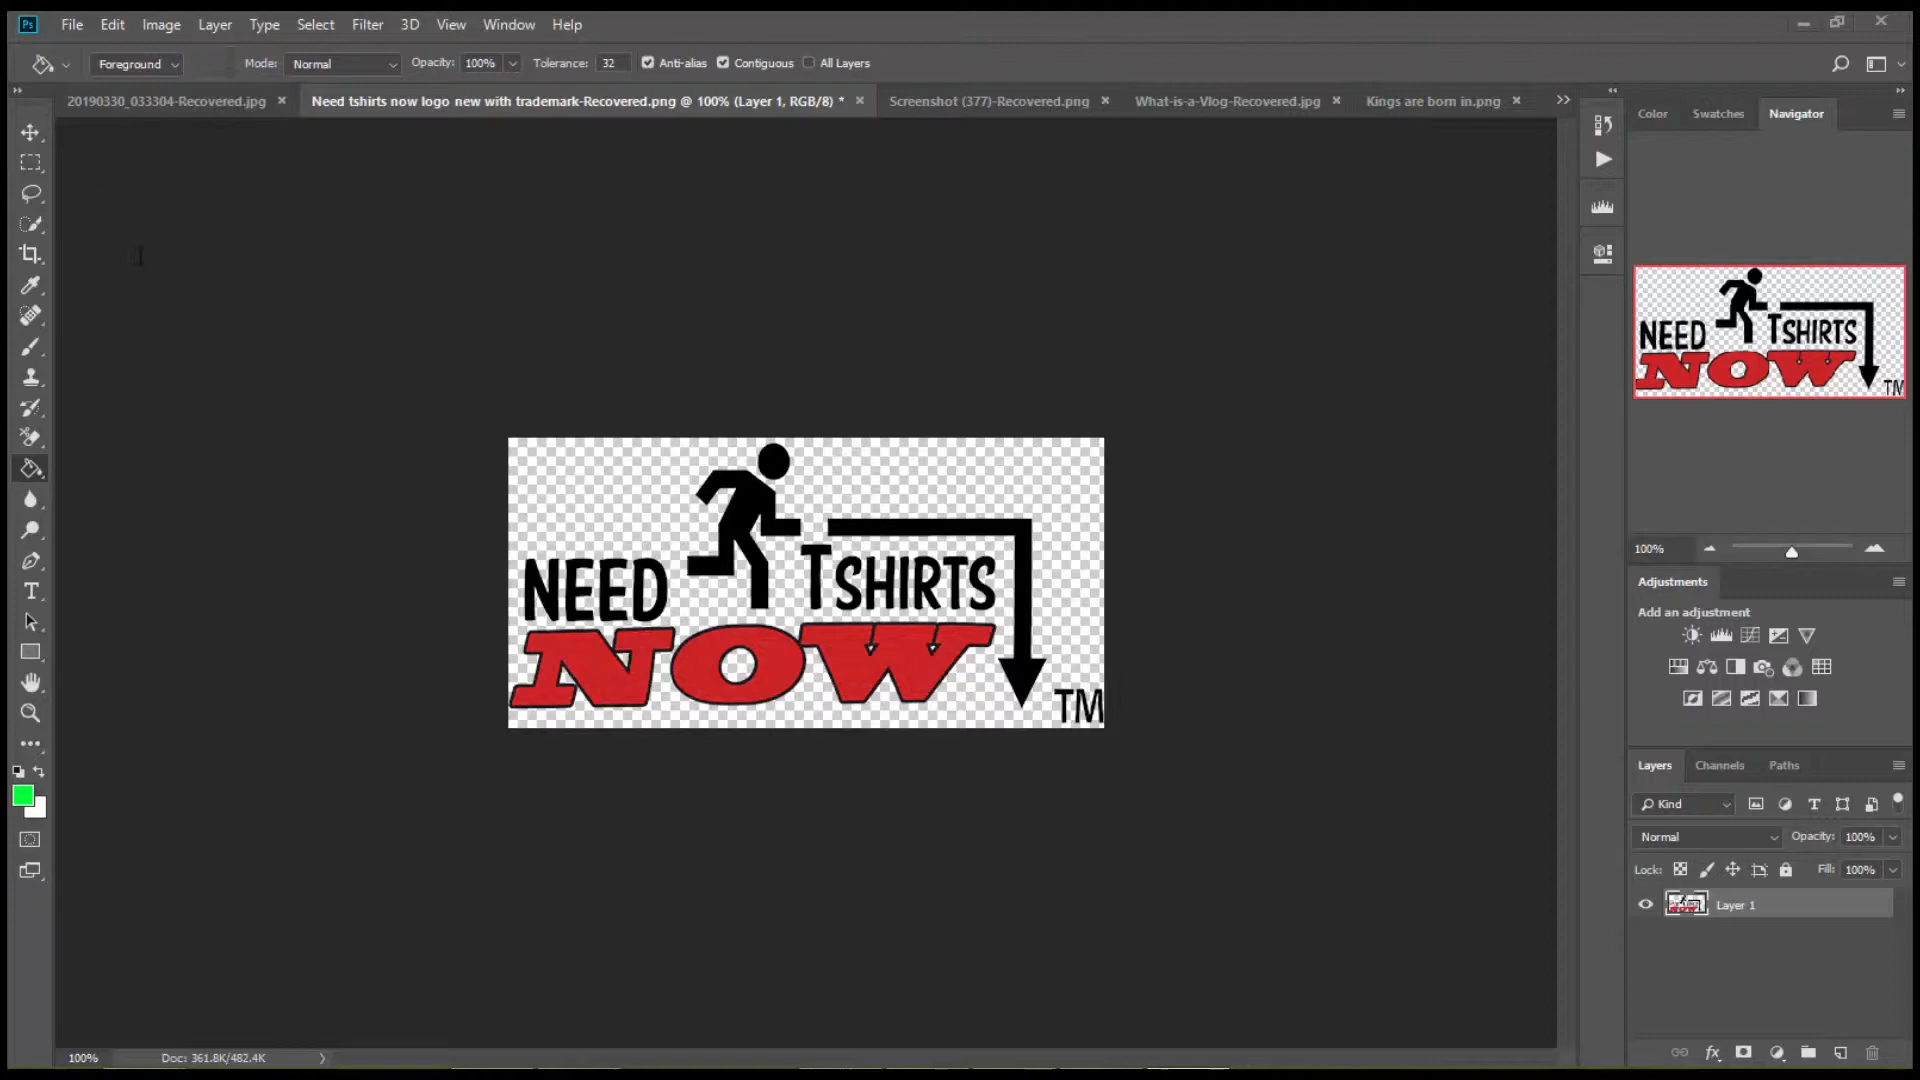 Ps File Edit Image Layer Type Select Filter 3D View Window Help
Foreground Mode: Normal Opacity: 100% Tolerance: 32 Anti-alias Contiguous All Layers
20190330_033304-Recovered.jpg Need tshirts now logo new with trademark-Recovered.png @ 100% (Layer 1, RGB/8) * Screenshot (377)-Recovered.png What-is-a-Vlog-Recovered.jpg Kings are born in.png
Color Swatches Navigator
NEED TSHIRTS
NOW
TM
NEED TSHIRTS
NOW
TM
100%
Adjustments
Add an adjustment
Layers Channels Paths
Kind
Normal Opacity: 100%
Lock: Fill: 100%
Layer 1
fx
100% Doc: 361.8K/482.4K